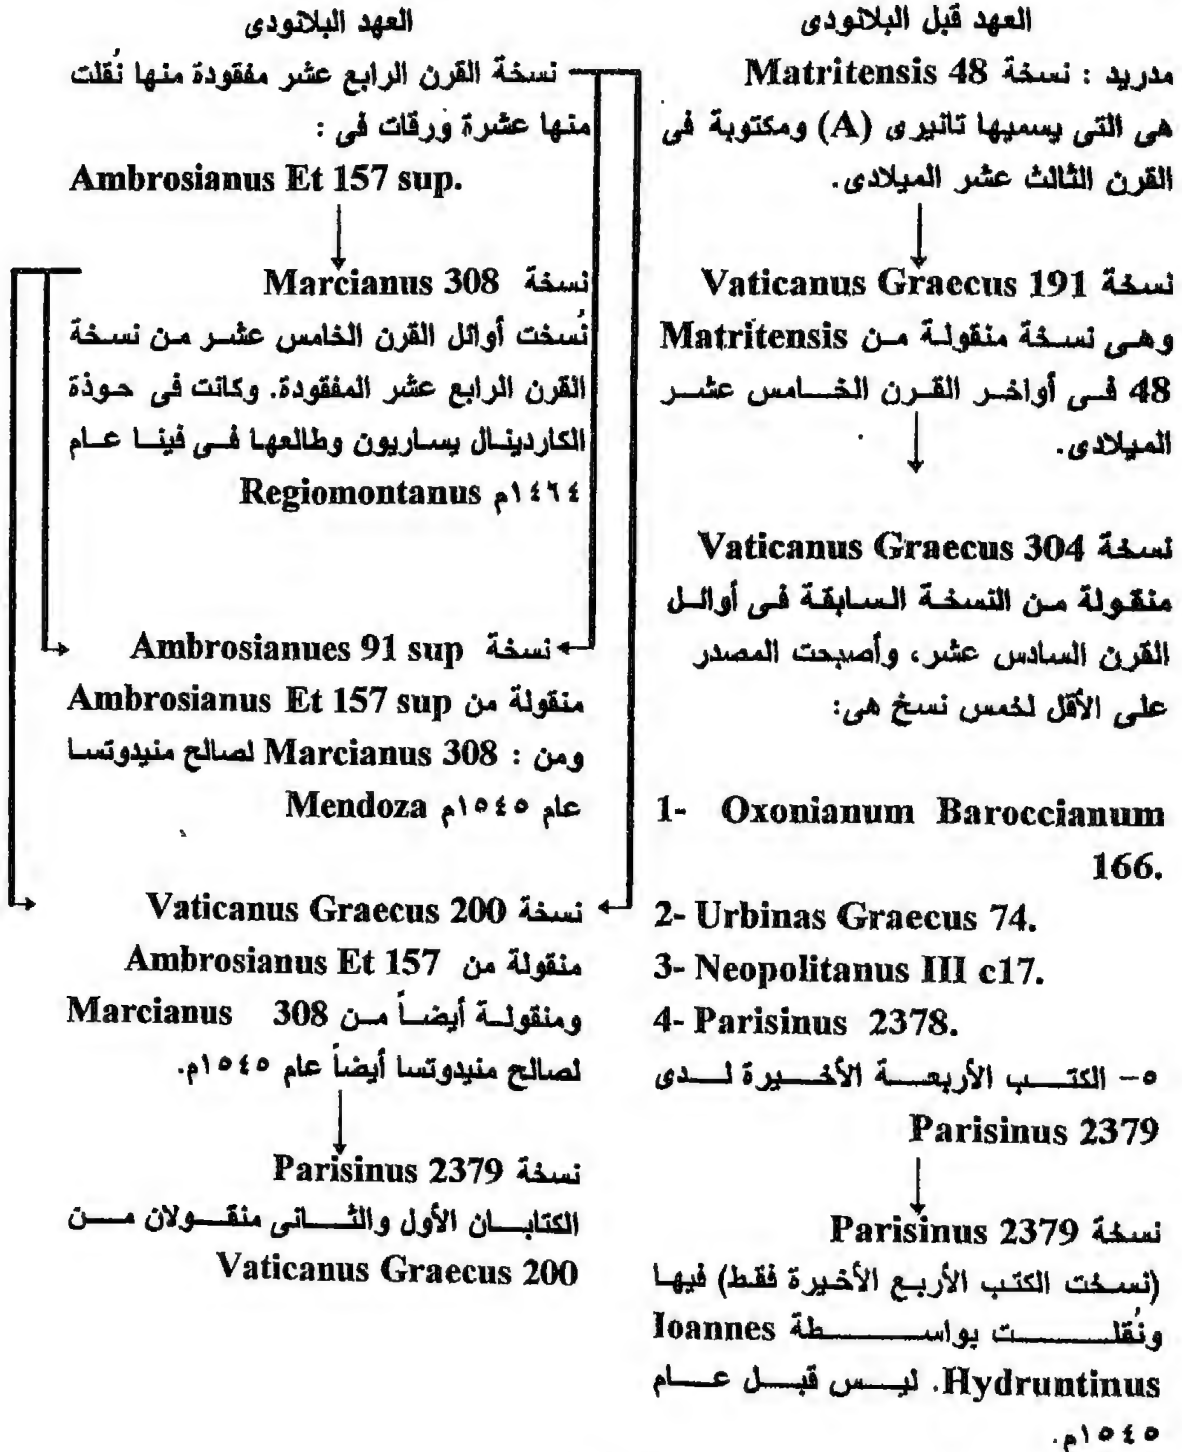 العهد قبل البلانودى
مدريد : نسخة Matritensis 48
هى التى يسميها تانيرى (A) ومكتوبة فى
القرن الثالث عشر الميلادى.
نسخة Vaticanus Graecus 191
وهى نسخة منقولة من Matritensis
48 فى أواخر القرن الخامس عشر
الميلادى.
نسخة Vaticanus Graecus 304
منقولة من النسخة السابقة فى أوائل
القرن السادس عشر، وأصبحت المصدر
على الأقل لخمس نسخ هى:
1- Oxonianum Baroccianum
166.
2- Urbinas Graecus 74.
3- Neopolitanus III c17.
4- Parisinus 2378.
٥- الكتب الأربعة الأخيرة لدى
Parisinus 2379
نسخة Parisinus 2379
(نسخت الكتب الأربع الأخيرة فقط) فيها
ونُقلت بواسطة Ioannes
Hydruntinus. ليس قبل عام
١٥٤٥م.
العهد البلانودى
نسخة القرن الرابع عشر مفقودة منها نُقلت
منها عشرة ورقات فى :
Ambrosianus Et 157 sup.
نسخة Marcianus 308
نُسخت أوائل القرن الخامس عشر من نسخة
القرن الرابع عشر المفقودة. وكانت فى حوذة
الكاردينال بساريون وطالعها فى فينا عام
١٤٦٤م Regiomontanus
نسخة Ambrosianues 91 sup
منقولة من Ambrosianus Et 157 sup
ومن : Marcianus 308 لصالح منيدوتسا
عام ١٥٤٥م Mendoza
نسخة Vaticanus Graecus 200
منقولة من Ambrosianus Et 157
ومنقولة أيضاً من Marcianus 308
لصالح منيدوتسا أيضاً عام ١٥٤٥م.
نسخة Parisinus 2379
الكتابان الأول والثانى منقولان من
Vaticanus Graecus 200